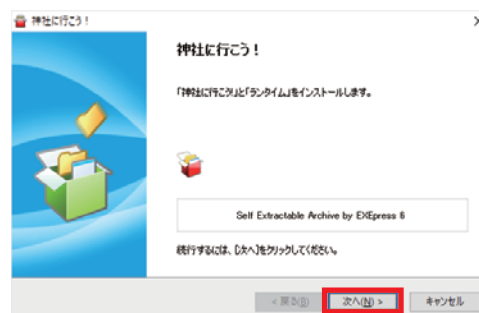 神社に行こう！
神社に行こう！
「神社に行こう!」と「ランタイム」をインストールします。
Self Extractable Archive by EXEpress 6
続行するには、[次へ]をクリックしてください。
< 戻る(B)
次へ(N) >
キャンセル